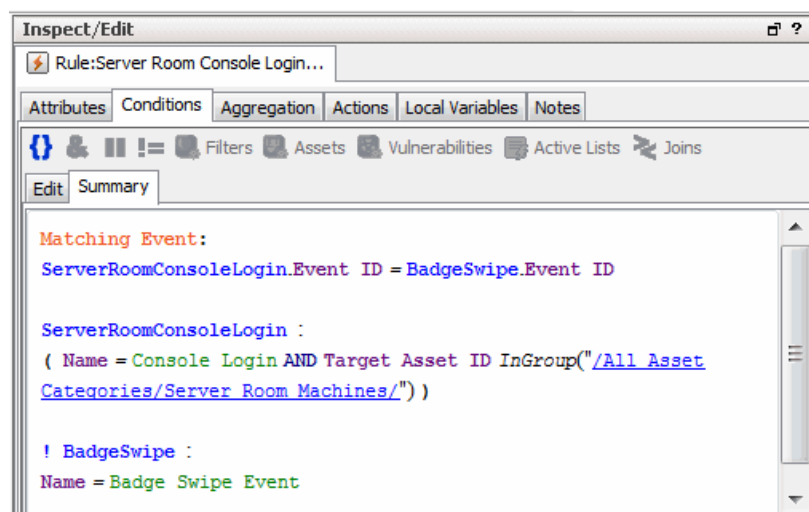 Inspect/Edit
?
Rule:Server Room Console Login...
Attributes Conditions Aggregation Actions Local Variables Notes
{} & != Filters Assets Vulnerabilities Active Lists Joins
Edit Summary
Matching Event:
ServerRoomConsoleLogin.Event ID = BadgeSwipe.Event ID
ServerRoomConsoleLogin :
( Name = Console Login AND Target Asset ID InGroup("/All Asset
Categories/Server Room Machines/") )
! BadgeSwipe :
Name = Badge Swipe Event